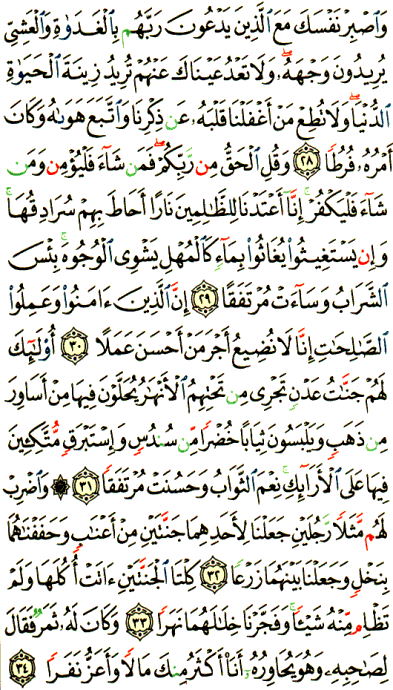 وَٱصۡبِرۡ نَفۡسَكَ مَعَ ٱلَّذِينَ يَدۡعُونَ رَبَّهُم بِٱلۡغَدَوٰةِ وَٱلۡعَشِيِّ
يُرِيدُونَ وَجۡهَهُۥۖ وَلَا تَعۡدُ عَيۡنَاكَ عَنۡهُمۡ تُرِيدُ زِينَةَ ٱلۡحَيَوٰةِ
ٱلدُّنۡيَاۖ وَلَا تُطِعۡ مَنۡ أَغۡفَلۡنَا قَلۡبَهُۥ عَن ذِكۡرِنَا وَٱتَّبَعَ هَوَىٰهُ وَكَانَ
أَمۡرُهُۥ فُرُطٗا ٢٨ وَقُلِ ٱلۡحَقُّ مِن رَّبِّكُمۡۖ فَمَن شَآءَ فَلۡيُؤۡمِن وَمَن
شَآءَ فَلۡيَكۡفُرۡۚ إِنَّآ أَعۡتَدۡنَا لِلظَّٰلِمِينَ نَارًا أَحَاطَ بِهِمۡ سُرَادِقُهَاۚ
وَإِن يَسۡتَغِيثُواْ يُغَاثُواْ بِمَآءٖ كَٱلۡمُهۡلِ يَشۡوِي ٱلۡوُجُوهَۚ بِئۡسَ
ٱلشَّرَابُ وَسَآءَتۡ مُرۡتَفَقًا ٢٩ إِنَّ ٱلَّذِينَ ءَامَنُواْ وَعَمِلُواْ
ٱلصَّٰلِحَٰتِ إِنَّا لَا نُضِيعُ أَجۡرَ مَنۡ أَحۡسَنَ عَمَلًا ٣٠ أُوْلَٰٓئِكَ
لَهُمۡ جَنَّٰتُ عَدۡنٖ تَجۡرِي مِن تَحۡتِهِمُ ٱلۡأَنۡهَٰرُ يُحَلَّوۡنَ فِيهَا مِنۡ أَسَاوِرَ
مِن ذَهَبٖ وَيَلۡبَسُونَ ثِيَابًا خُضۡرٗا مِّن سُندُسٖ وَإِسۡتَبۡرَقٖ مُّتَّكِـِٔينَ
فِيهَا عَلَى ٱلۡأَرَآئِكِۚ نِعۡمَ ٱلثَّوَابُ وَحَسُنَتۡ مُرۡتَفَقٗا ٣١ ۞ وَٱضۡرِبۡ
لَهُم مَّثَلٗا رَّجُلَيۡنِ جَعَلۡنَا لِأَحَدِهِمَا جَنَّتَيۡنِ مِنۡ أَعۡنَٰبٖ وَحَفَفۡنَٰهُمَا
بِنَخۡلٖ وَجَعَلۡنَا بَيۡنَهُمَا زَرۡعٗا ٣٢ كِلۡتَا ٱلۡجَنَّتَيۡنِ ءَاتَتۡ أُكُلَهَا وَلَمۡ
تَظۡلِم مِّنۡهُ شَيۡـٔٗاۚ وَفَجَّرۡنَا خِلَٰلَهُمَا نَهَرٗا ٣٣ وَكَانَ لَهُۥ ثَمَرٞ فَقَالَ
لِصَٰحِبِهِۦ وَهُوَ يُحَاوِرُهُۥٓ أَنَا۠ أَكۡثَرُ مِنكَ مَالٗا وَأَعَزُّ نَفَرٗا ٣٤